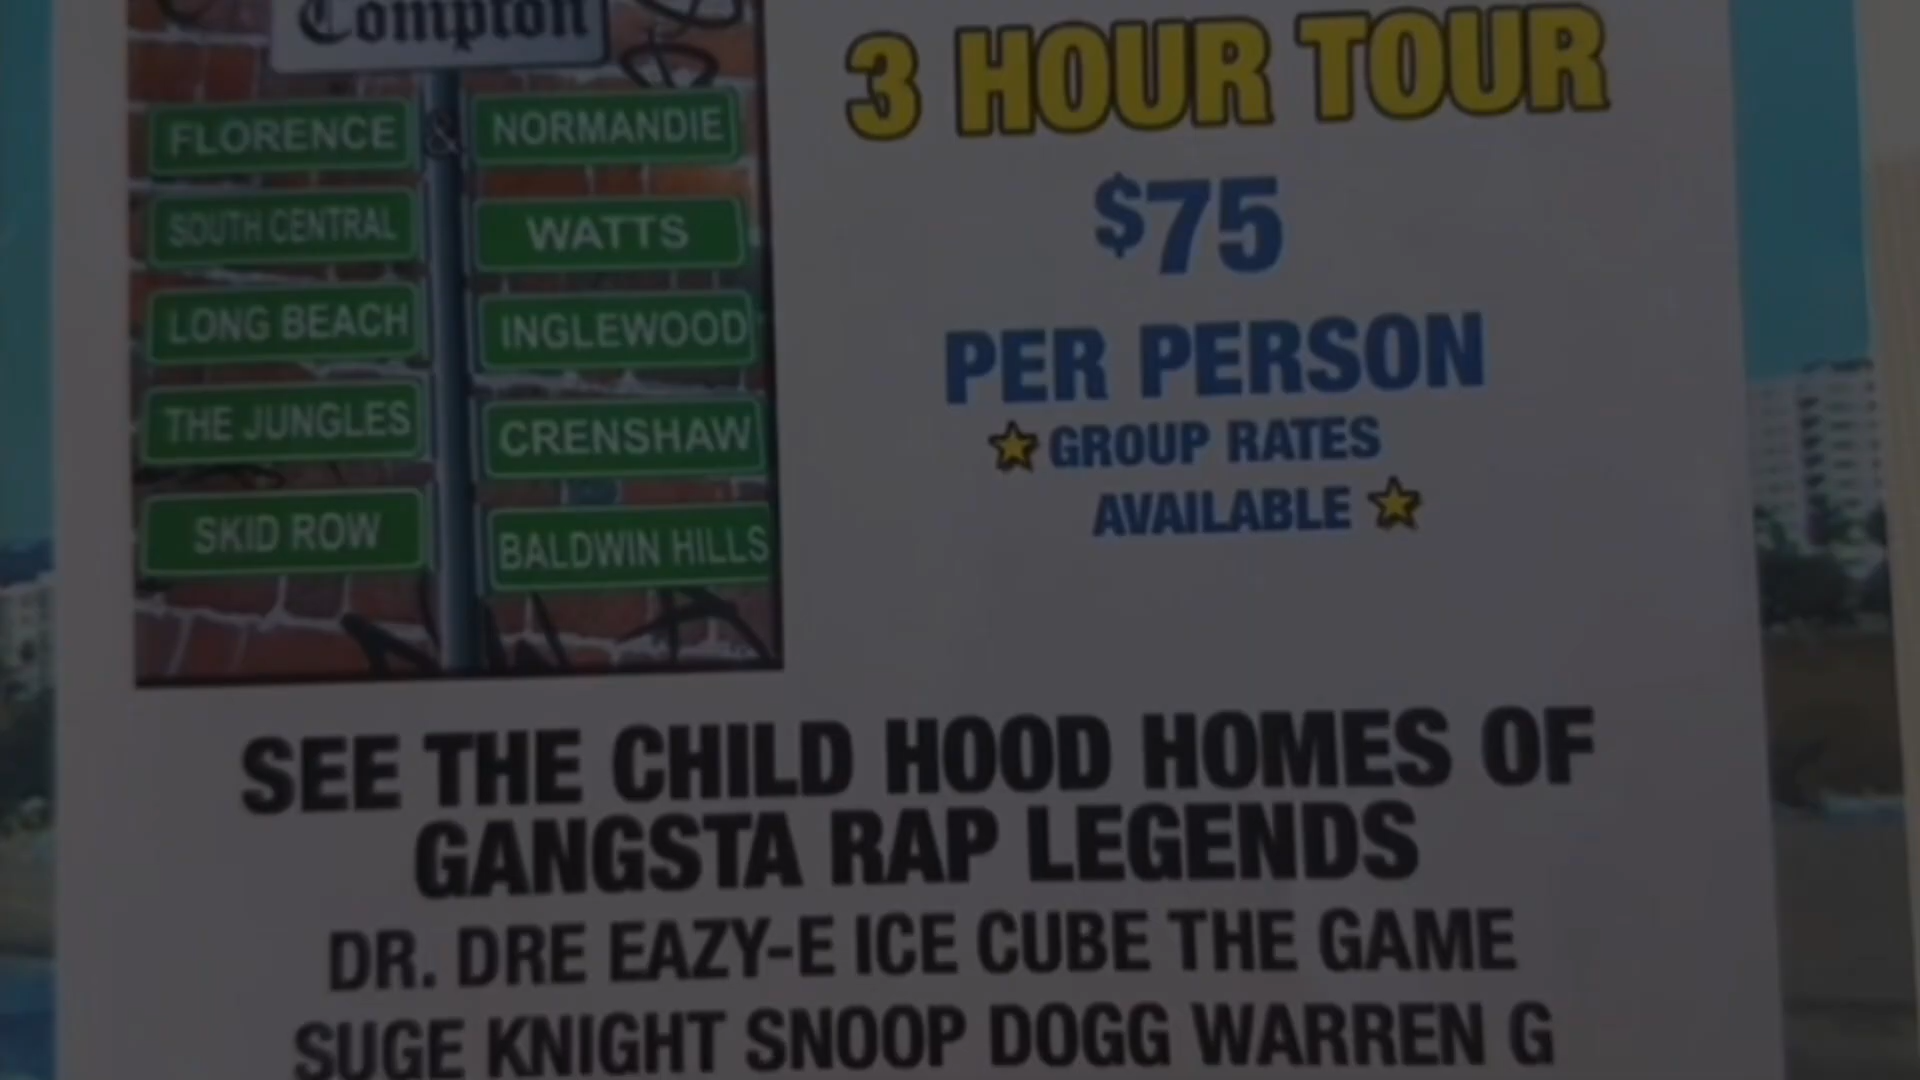 Compton
FLORENCE & NORMANDIE
SOUTH CENTRAL
WATTS
LONG BEACH
INGLEWOOD
THE JUNGLES
CRENSHAW
SKID ROW
BALDWIN HILLS
3 HOUR TOUR
$75
PER PERSON
GROUP RATES
AVAILABLE
SEE THE CHILD HOOD HOMES OF
GANGSTA RAP LEGENDS
DR. DRE EAZY-E ICE CUBE THE GAME
SUGE KNIGHT SNOOP DOGG WARREN G